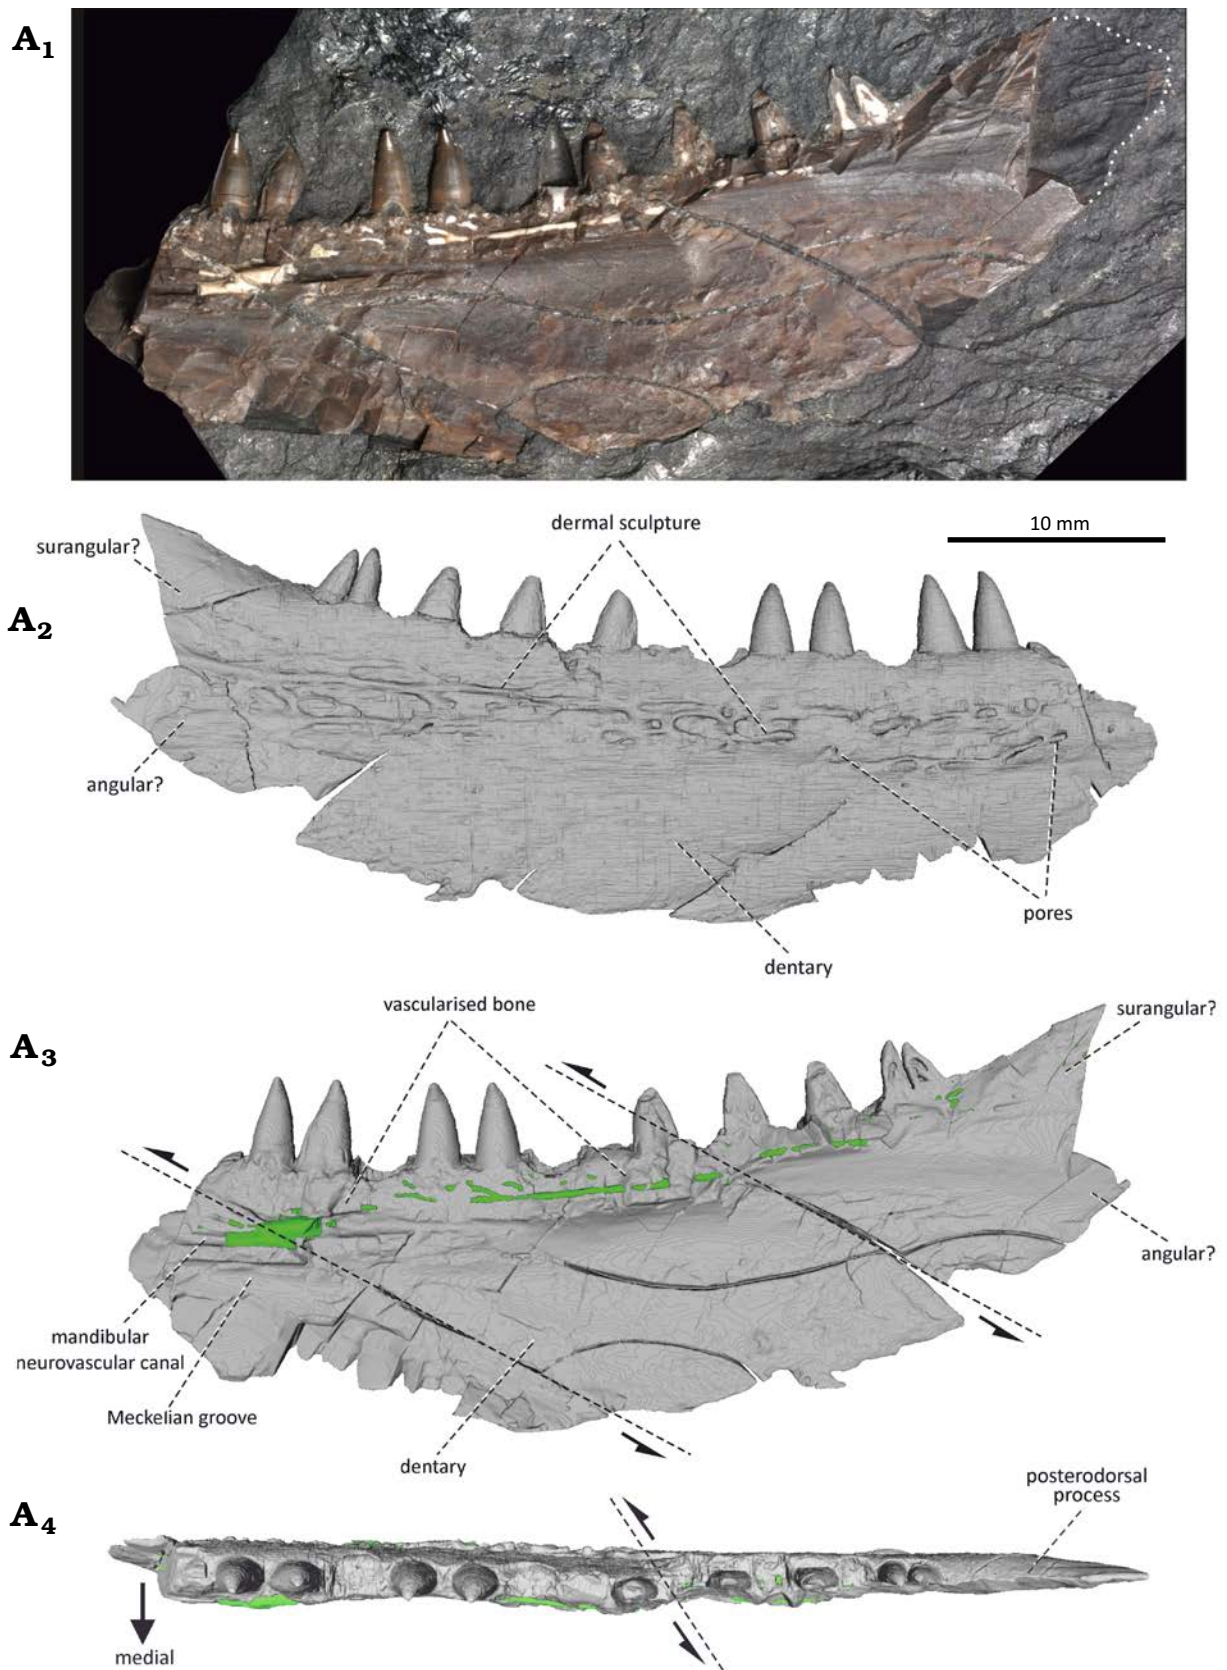 A1
dermal sculpture
10 mm
surangular?
A2
angular?
pores
dentary
vascularised bone
A3
surangular?
angular?
mandibular
neurovascular canal
Meckelian groove
dentary
posterodorsal
process
A4
medial